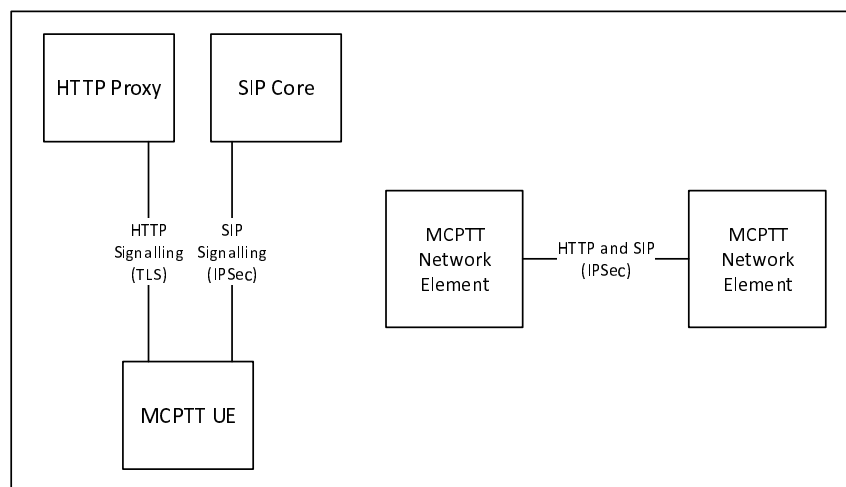 HTTP Proxy
SIP Core
HTTP
Signalling
(TLS)
SIP
Signalling
(IPSec)
MCPTT UE
MCPTT
Network
Element
HTTP and SIP
(IPSec)
MCPTT
Network
Element